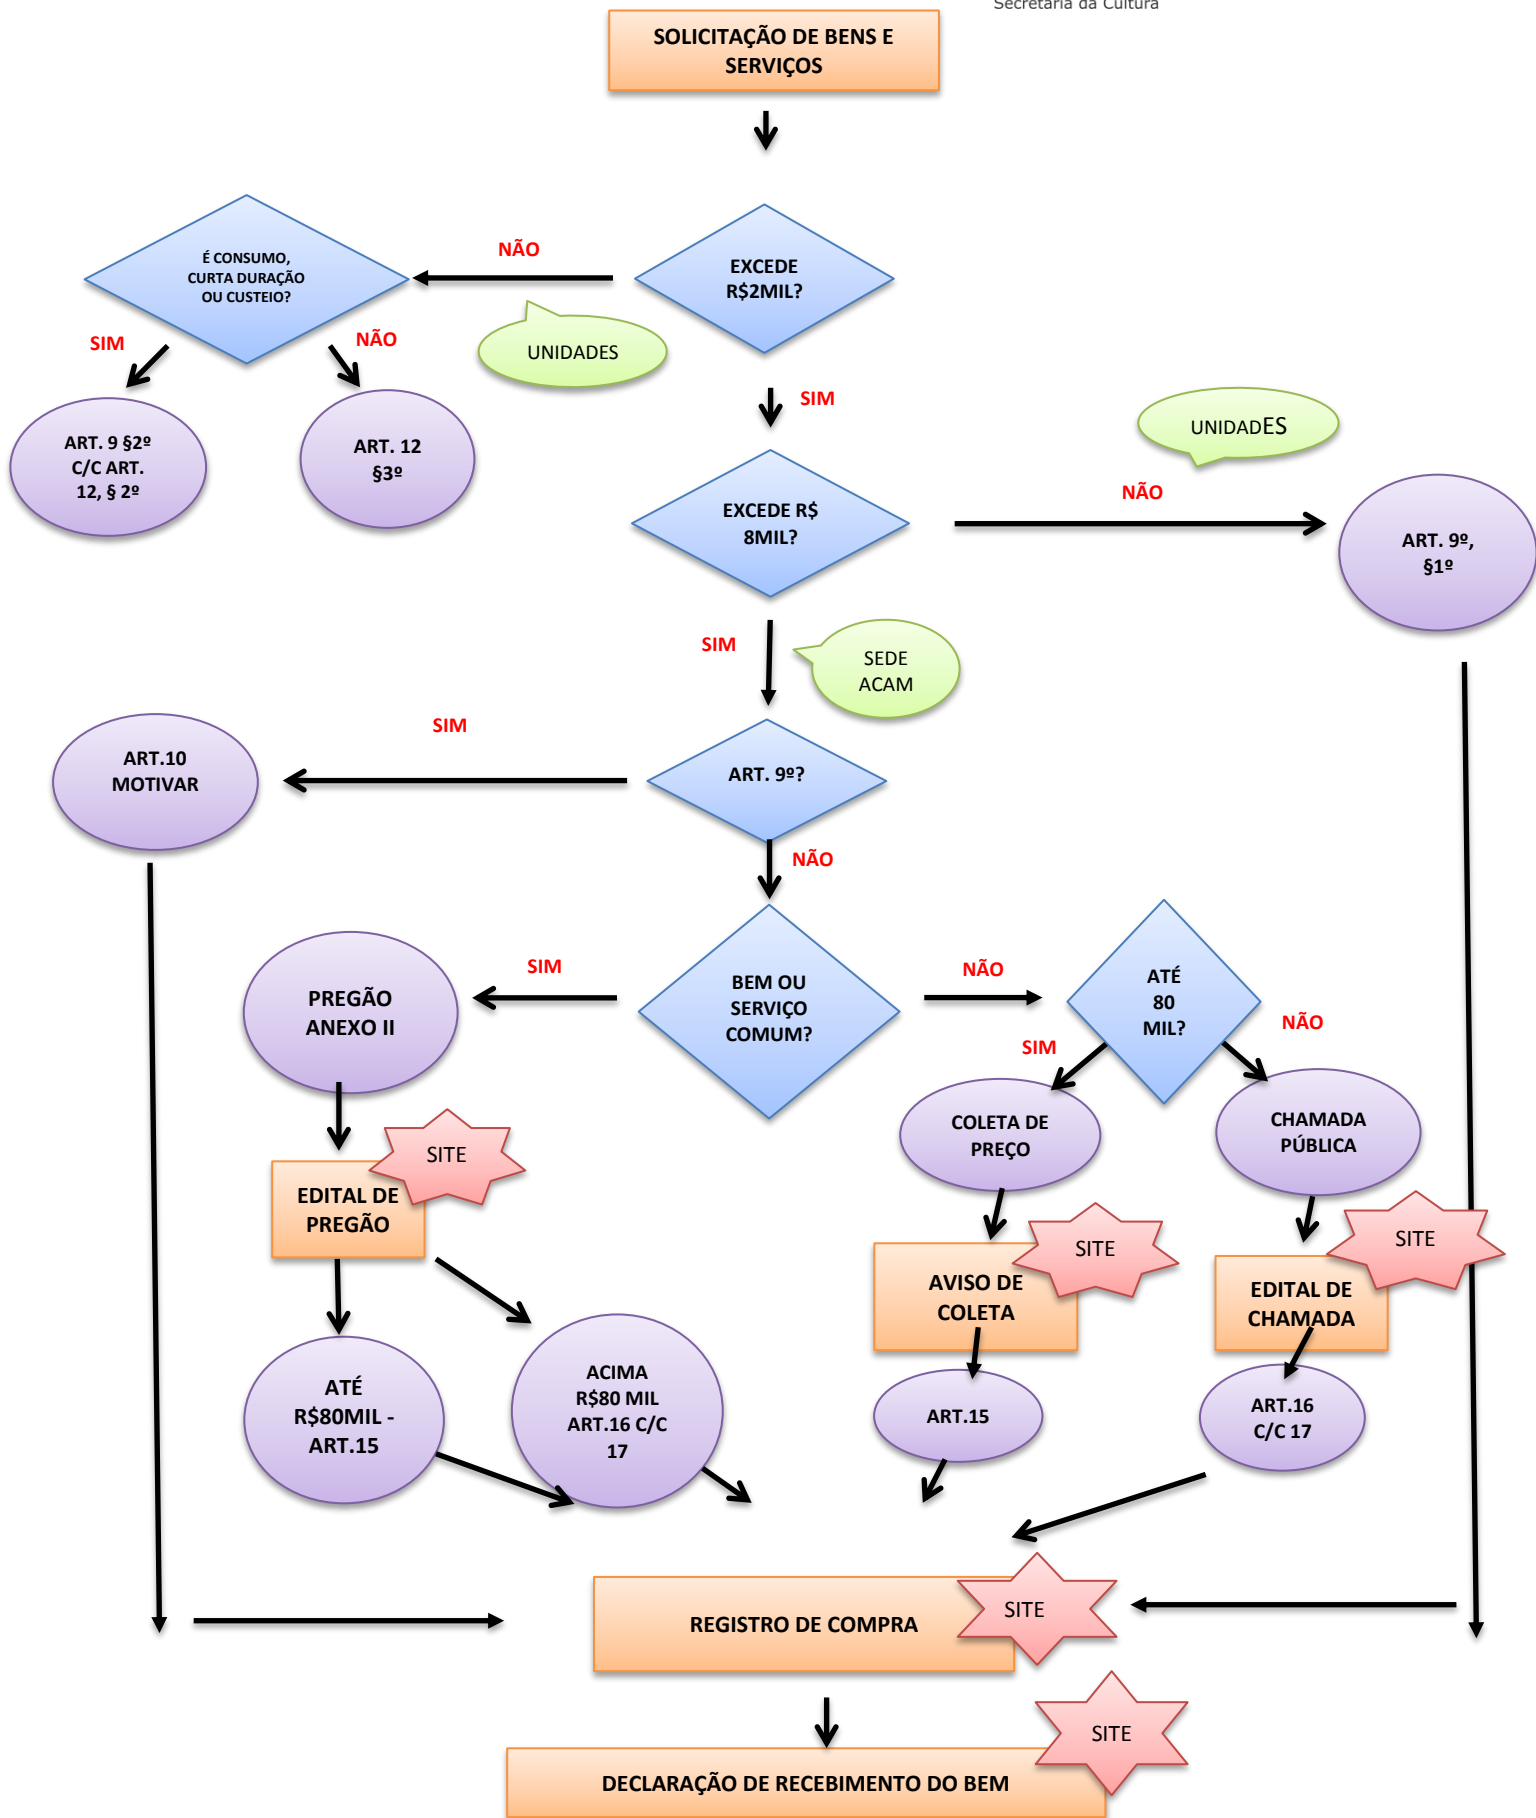 Secretaria da Cultura
SOLICITAÇÃO DE BENS E
SERVIÇOS
É CONSUMO,
CURTA DURAÇÃO
OU CUSTEIO?
NÃO
EXCEDE
R$2MIL?
UNIDADES
SIM
NÃO
SIM
ART. 9 §2º
C/C ART.
12, § 2º
ART. 12
§3º
UNIDADES
EXCEDE R$
8MIL?
NÃO
ART. 9º,
§1º
SIM
SEDE
ACAM
SIM
ART.10
MOTIVAR
ART. 9º?
NÃO
PREGÃO
ANEXO II
SIM
BEM OU
SERVIÇO
COMUM?
NÃO
ATÉ
80
MIL?
SIM
NÃO
COLETA DE
PREÇO
CHAMADA
PÚBLICA
SITE
EDITAL DE
PREGÃO
SITE
AVISO DE
COLETA
SITE
EDITAL DE
CHAMADA
ATÉ
R$80MIL -
ART.15
ACIMA
R$80 MIL
ART.16 C/C
17
ART.15
ART.16
C/C 17
REGISTRO DE COMPRA
SITE
SITE
DECLARAÇÃO DE RECEBIMENTO DO BEM